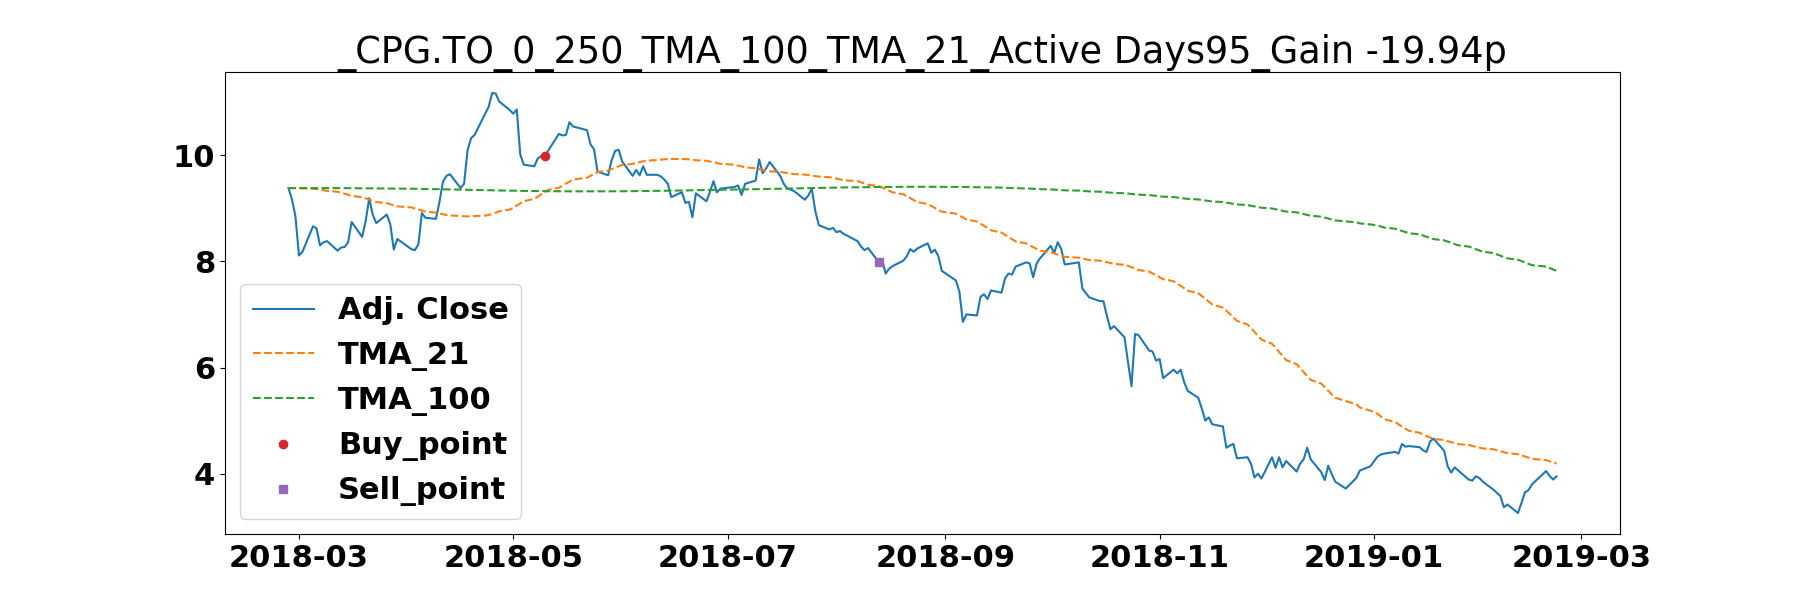 _CPG.TO_0_250_TMA_100_TMA_21_Active Days95_Gain -19.94p
10
8
6
4
Adj. Close
TMA_21
TMA_100
Buy_point
Sell_point
2018-03 2018-05 2018-07 2018-09 2018-11 2019-01 2019-03